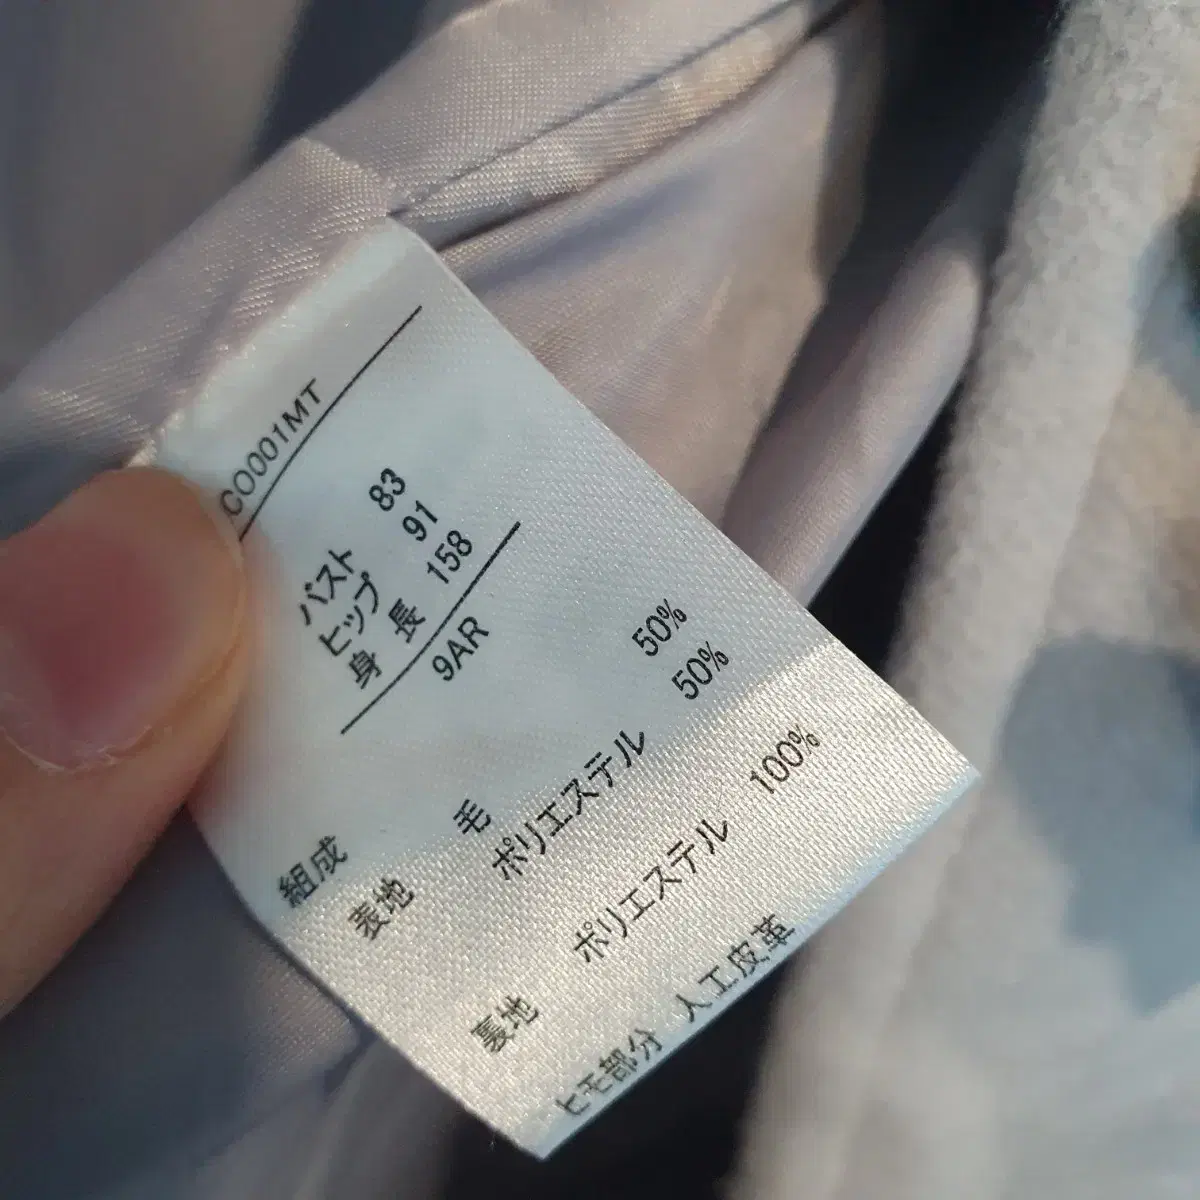 CO001MT
バスト 83
ヒップ 91
身長 158
9AR
組成
表地 毛 50%
ポリエステル 50%
裏地 ポリエステル 100%
ヒモ部分 人工皮革